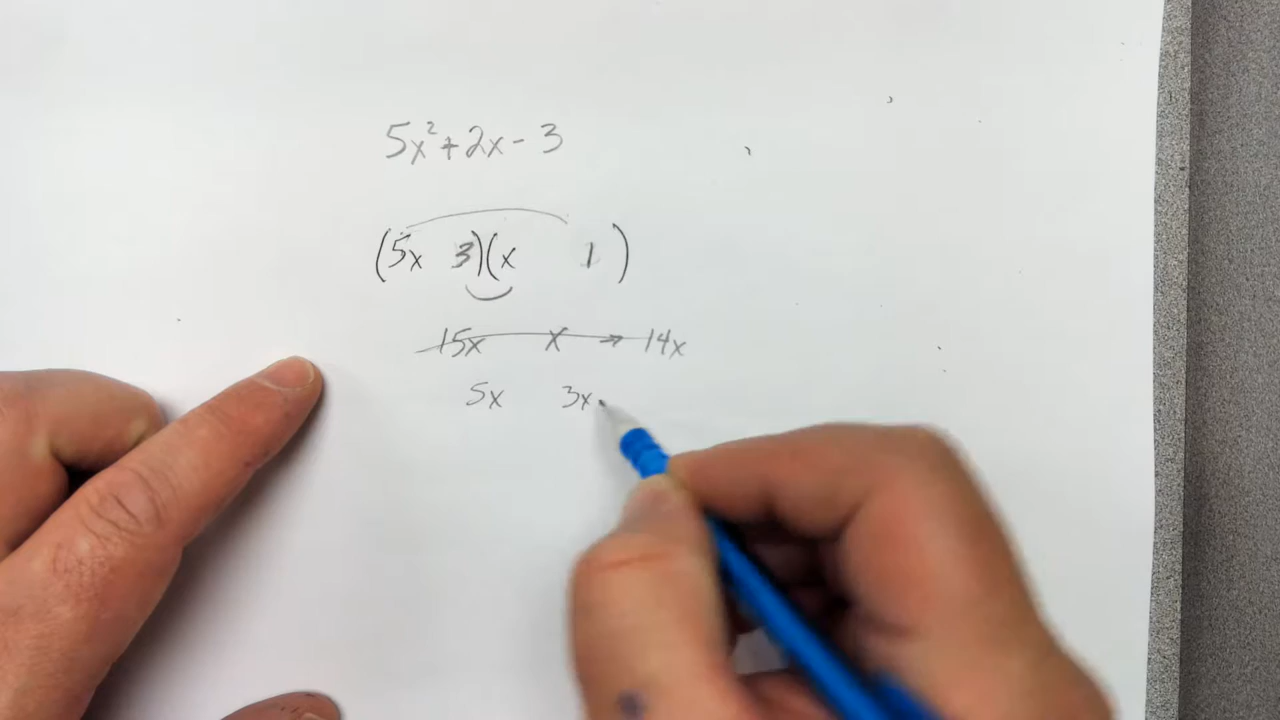 5x²+2x-3
(5x 3)(x 1)
15x x → 14x
5x 3x